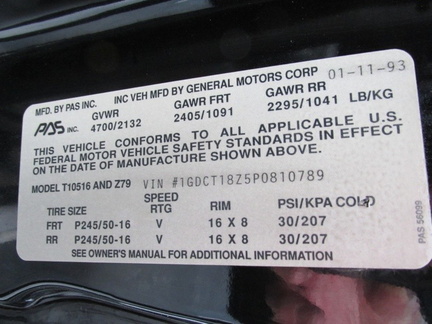 MFD. BY PAS INC. INC VEH MFD BY GENERAL MOTORS CORP 01-11-93
GVWR GAWR FRT GAWR RR
PAS INC. 4700/2132 2405/1091 2295/1041 LB/KG
THIS VEHICLE CONFORMS TO ALL APPLICABLE U.S.
FEDERAL MOTOR VEHICLE SAFETY STANDARDS IN EFFECT
ON THE DATE OF MANUFACTURE SHOWN ABOVE.
MODEL T10516 AND Z79 VIN #1GDCT18Z5P0810789
TIRE SIZE SPEED RTG RIM PSI/KPA COLD
FRT P245/50-16 V 16 X 8 30/207
RR P245/50-16 V 16 X 8 30/207
SEE OWNER'S MANUAL FOR ADDITIONAL INFORMATION
PAS 56099